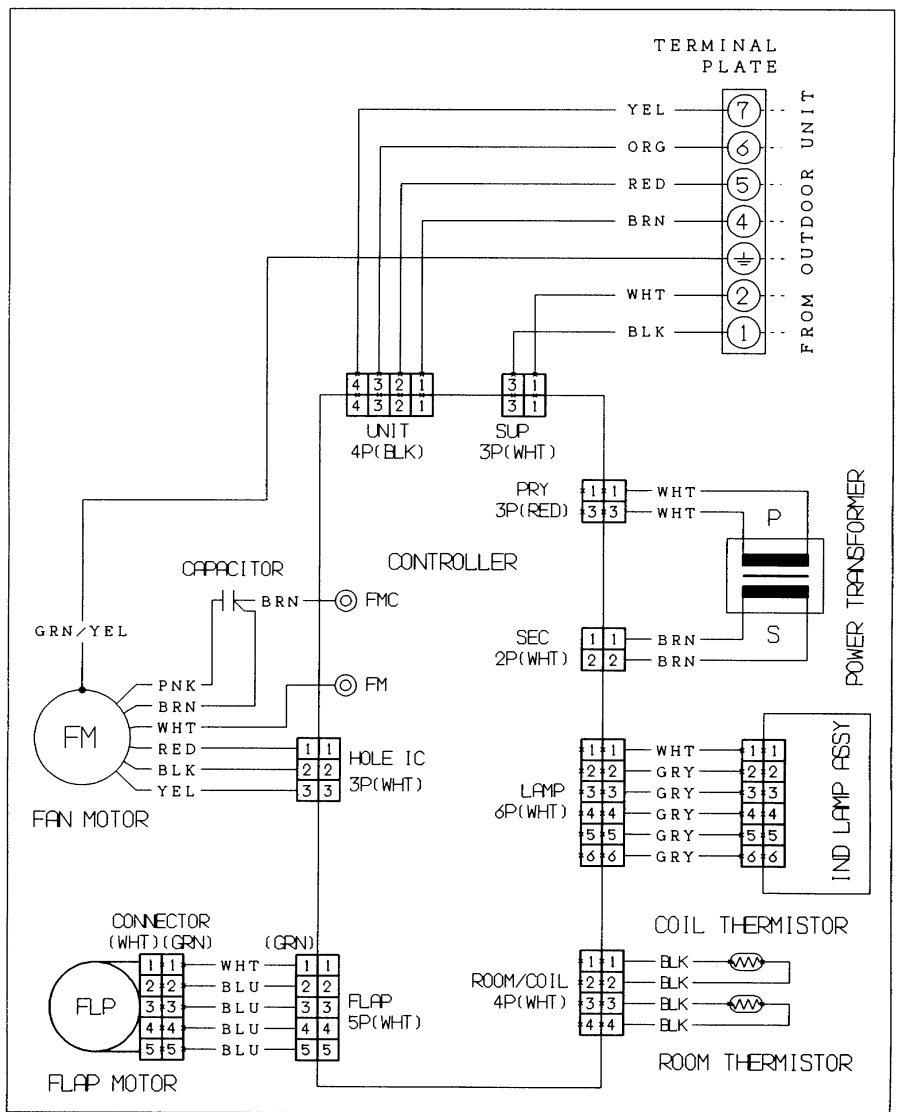 TERMINAL
PLATE
YEL 7
ORG 6
RED 5
BRN 4
WHT 2
BLK 1
FROM OUTDOOR UNIT
4 3 2 1
4 3 2 1
UNIT
4P(BLK)
3 1
3 1
SUP
3P(WHT)
PRY
3P(RED)
1 1 WHT
3 3 WHT
P
S
POWER TRANSFORMER
CONTROLLER
CAPACITOR
BRN FMC
GRN/YEL
SEC
2P(WHT)
1 1 BRN
2 2 BRN
FM
PNK
BRN
WHT FM
RED 1 1
BLK 2 2
YEL 3 3
HOLE IC
3P(WHT)
FAN MOTOR
LAMP
6P(WHT)
1 1 WHT 1 1
2 2 GRY 2 2
3 3 GRY 3 3
4 4 GRY 4 4
5 5 GRY 5 5
6 6 GRY 6 6
IND LAMP ASSY
CONNECTOR
(WHT)(GRN) (GRN)
FLP
1 1 WHT 1 1
2 2 BLU 2 2
3 3 BLU 3 3
4 4 BLU 4 4
5 5 BLU 5 5
FLAP
5P(WHT)
FLAP MOTOR
COIL THERMISTOR
ROOM/COIL
4P(WHT)
1 1 BLK
2 2 BLK
3 3 BLK
4 4 BLK
ROOM THERMISTOR